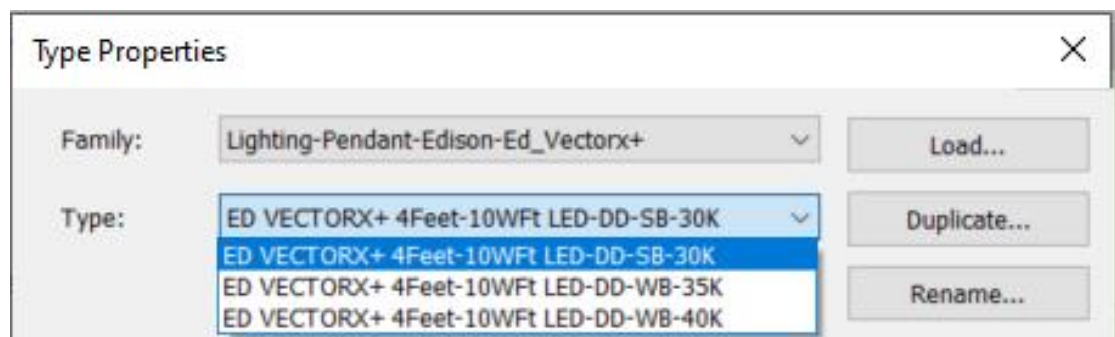 Type Properties
Family: Lighting-Pendant-Edison-Ed_Vectorx+ Load...
Type: ED VECTORX+ 4Feet-10WFt LED-DD-SB-30K Duplicate...
ED VECTORX+ 4Feet-10WFt LED-DD-SB-30K
ED VECTORX+ 4Feet-10WFt LED-DD-WB-35K Rename...
ED VECTORX+ 4Feet-10WFt LED-DD-WB-40K